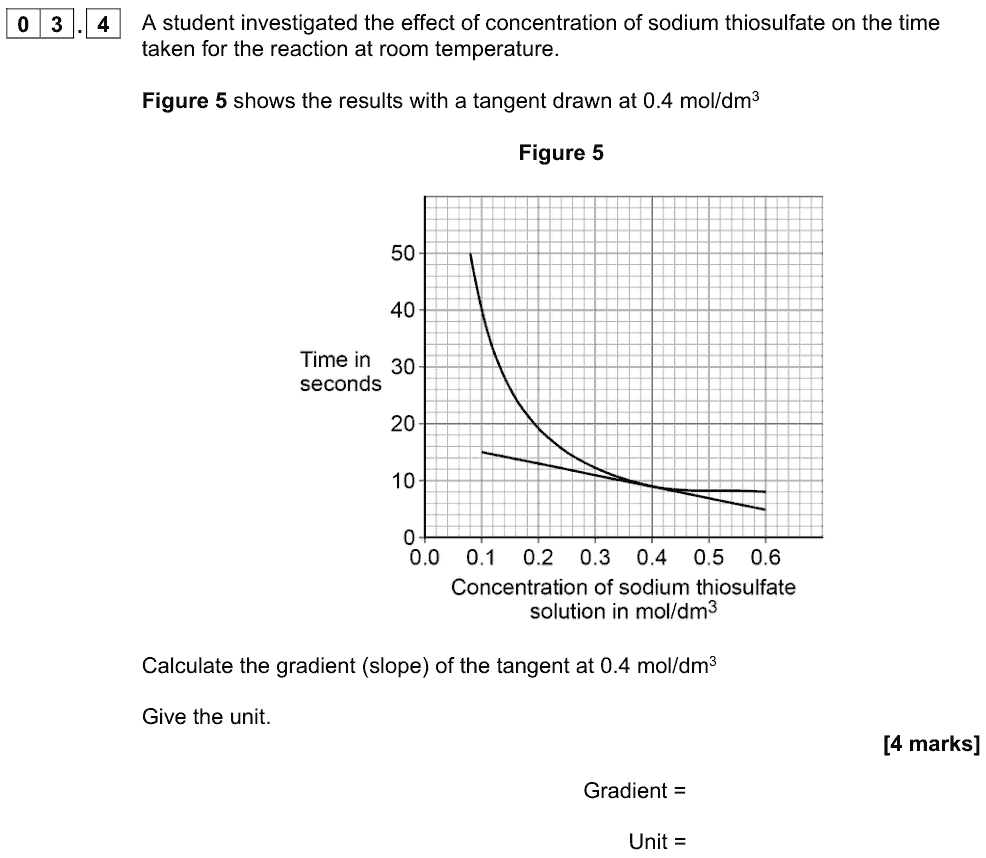 0 3 . 4 A student investigated the effect of concentration of sodium thiosulfate on the time
taken for the reaction at room temperature.
Figure 5 shows the results with a tangent drawn at 0.4 mol/dm³
Figure 5
50
40
Time in
seconds
30
20
10
0
0.0 0.1 0.2 0.3 0.4 0.5 0.6
Concentration of sodium thiosulfate
solution in mol/dm³
Calculate the gradient (slope) of the tangent at 0.4 mol/dm³
Give the unit.
[4 marks]
Gradient =
Unit =